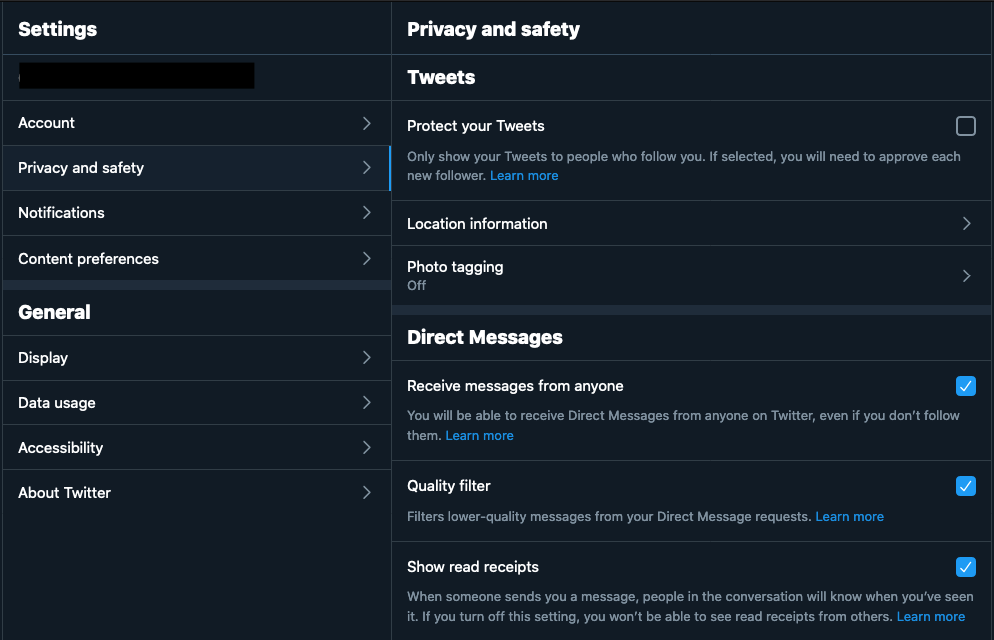 Settings
Account
Privacy and safety
Notifications
Content preferences
General
Display
Data usage
Accessibility
About Twitter
Privacy and safety
Tweets
Protect your Tweets
Only show your Tweets to people who follow you. If selected, you will need to approve each
new follower. Learn more
Location information
Photo tagging
Off
Direct Messages
Receive messages from anyone
You will be able to receive Direct Messages from anyone on Twitter, even if you don’t follow
them. Learn more
Quality filter
Filters lower-quality messages from your Direct Message requests. Learn more
Show read receipts
When someone sends you a message, people in the conversation will know when you’ve seen
it. If you turn off this setting, you won’t be able to see read receipts from others. Learn more